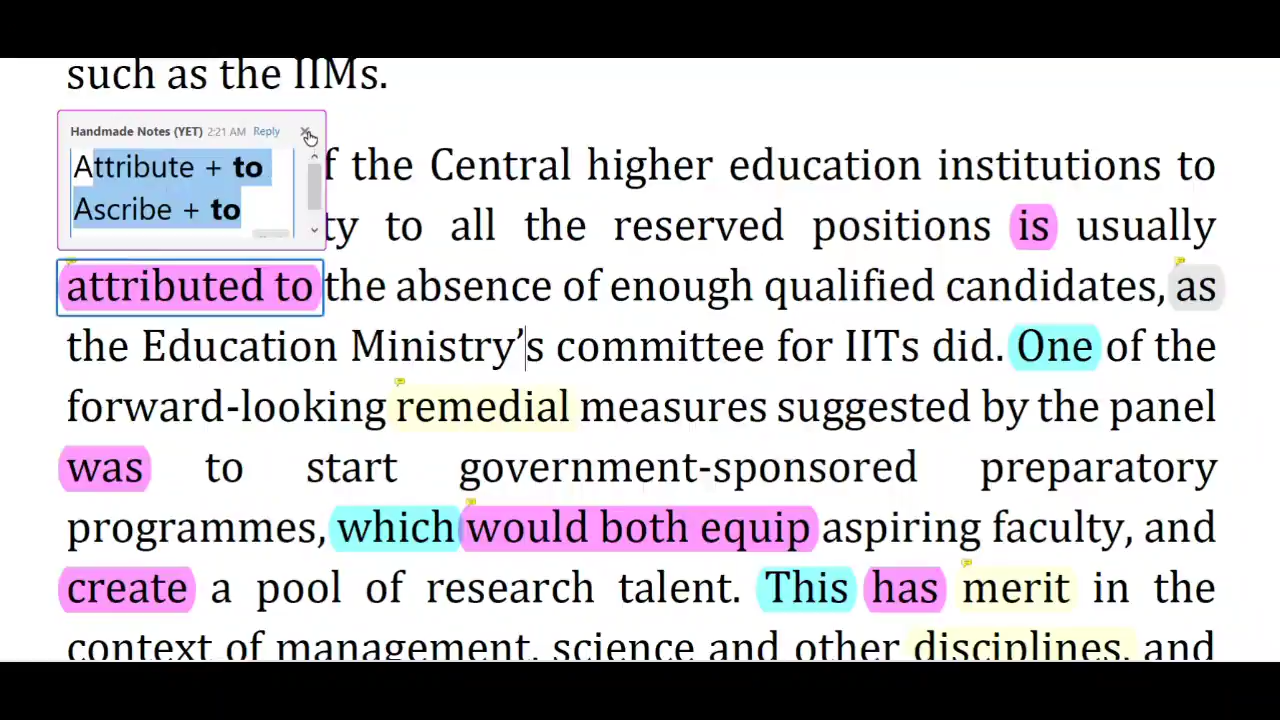 such as the IIMs.
Handmade Notes (YET) 2:21 AM Reply
Attribute + to
Ascribe + to
f the Central higher education institutions to
ty to all the reserved positions is usually
attributed to the absence of enough qualified candidates, as
the Education Ministry's committee for IITs did. One of the
forward-looking remedial measures suggested by the panel
was to start government-sponsored preparatory
programmes, which would both equip aspiring faculty, and
create a pool of research talent. This has merit in the
context of management, science and other disciplines, and